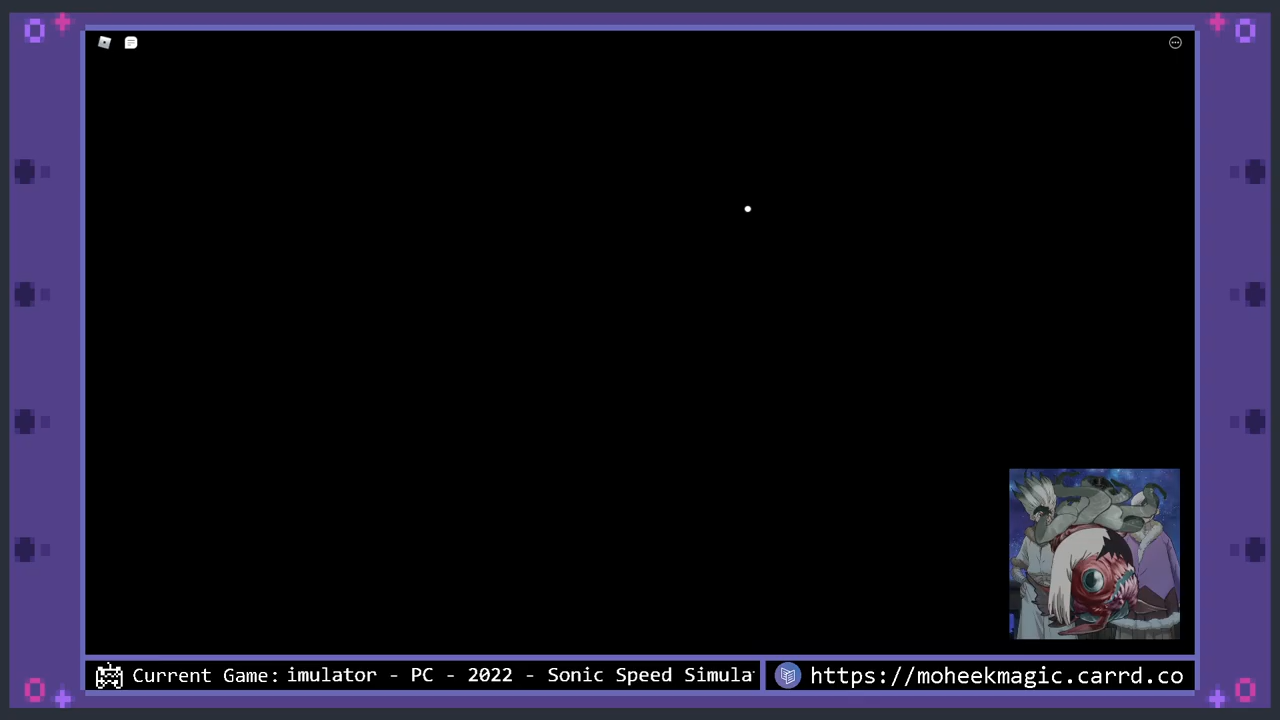 Current Game: imulator - PC - 2022 - Sonic Speed Simula
https://moheekmagic.carrd.co